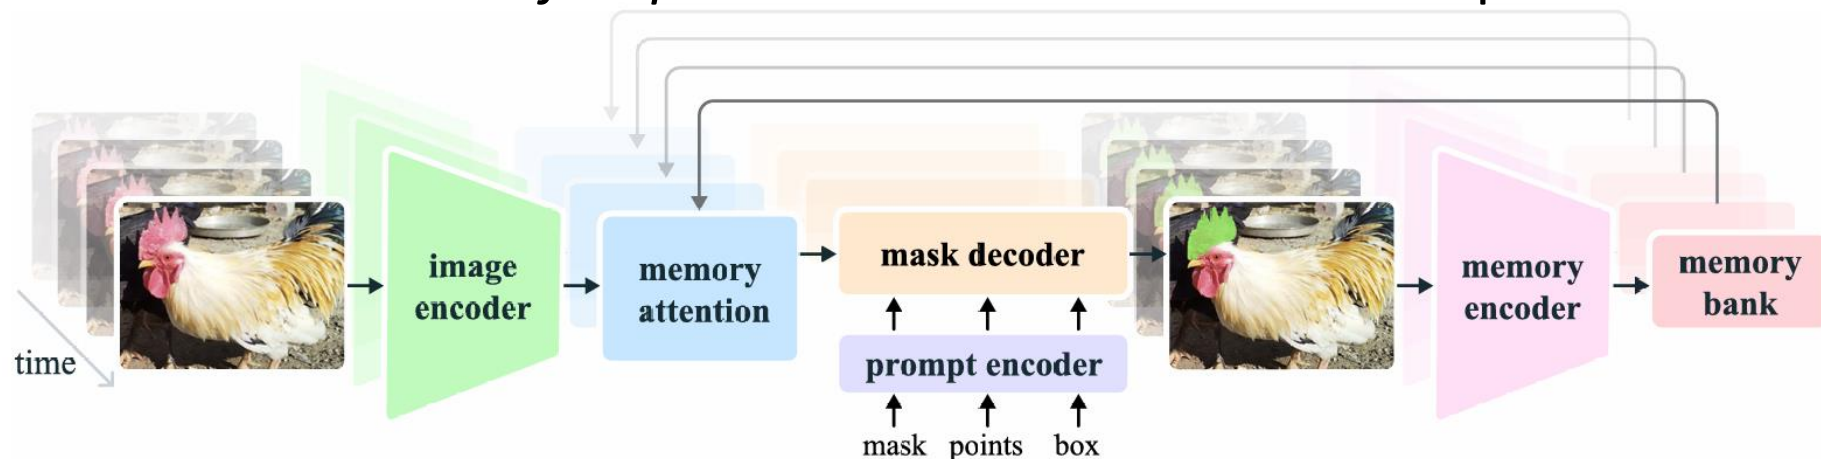 time
image
encoder
memory
attention
mask decoder
prompt encoder
mask points box
memory
encoder
memory
bank